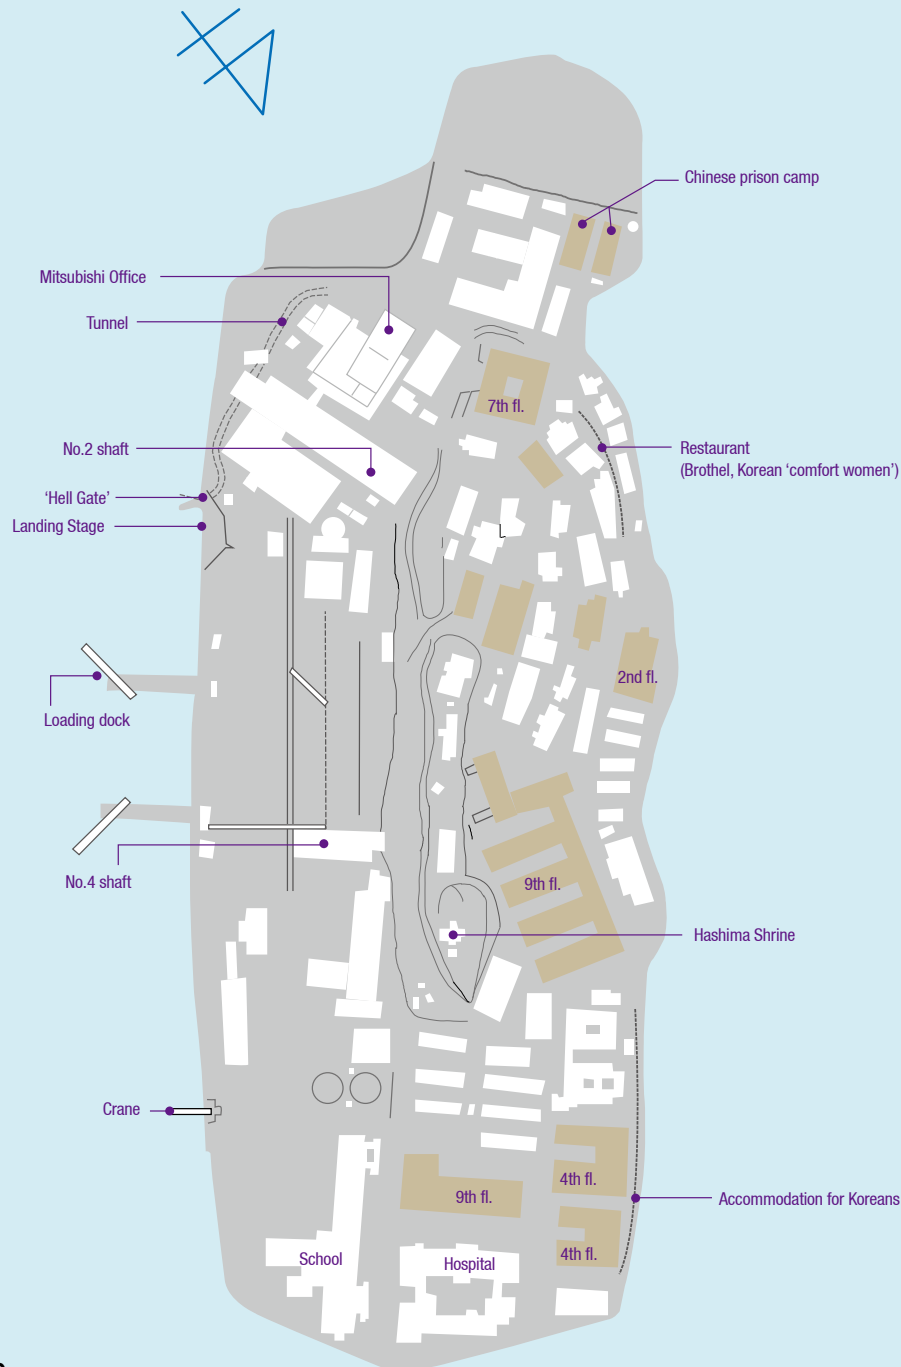 Chinese prison camp
Mitsubishi Office
Tunnel
7th fl.
No.2 shaft
Restaurant
(Brothel, Korean ‘comfort women’)
‘Hell Gate’
Landing Stage
2nd fl.
Loading dock
No.4 shaft
9th fl.
Hashima Shrine
Crane
4th fl.
9th fl.
Accommodation for Koreans
4th fl.
School
Hospital